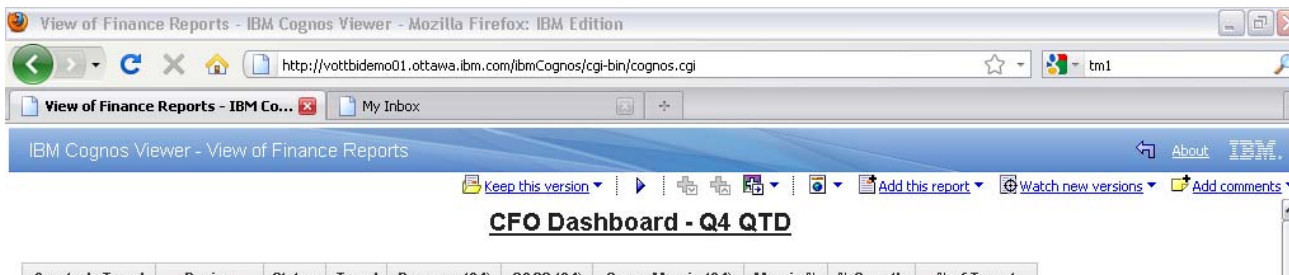 View of Finance Reports - IBM Cognos Viewer - Mozilla Firefox: IBM Edition
http://vottbidemo01.ottawa.ibm.com/ibmCognos/cgi-bin/cognos.cgi
tm1
View of Finance Reports - IBM Co...
My Inbox
IBM Cognos Viewer - View of Finance Reports
About
IBM.
Keep this version
Add this report
Watch new versions
Add comments
CFO Dashboard - Q4 QTD